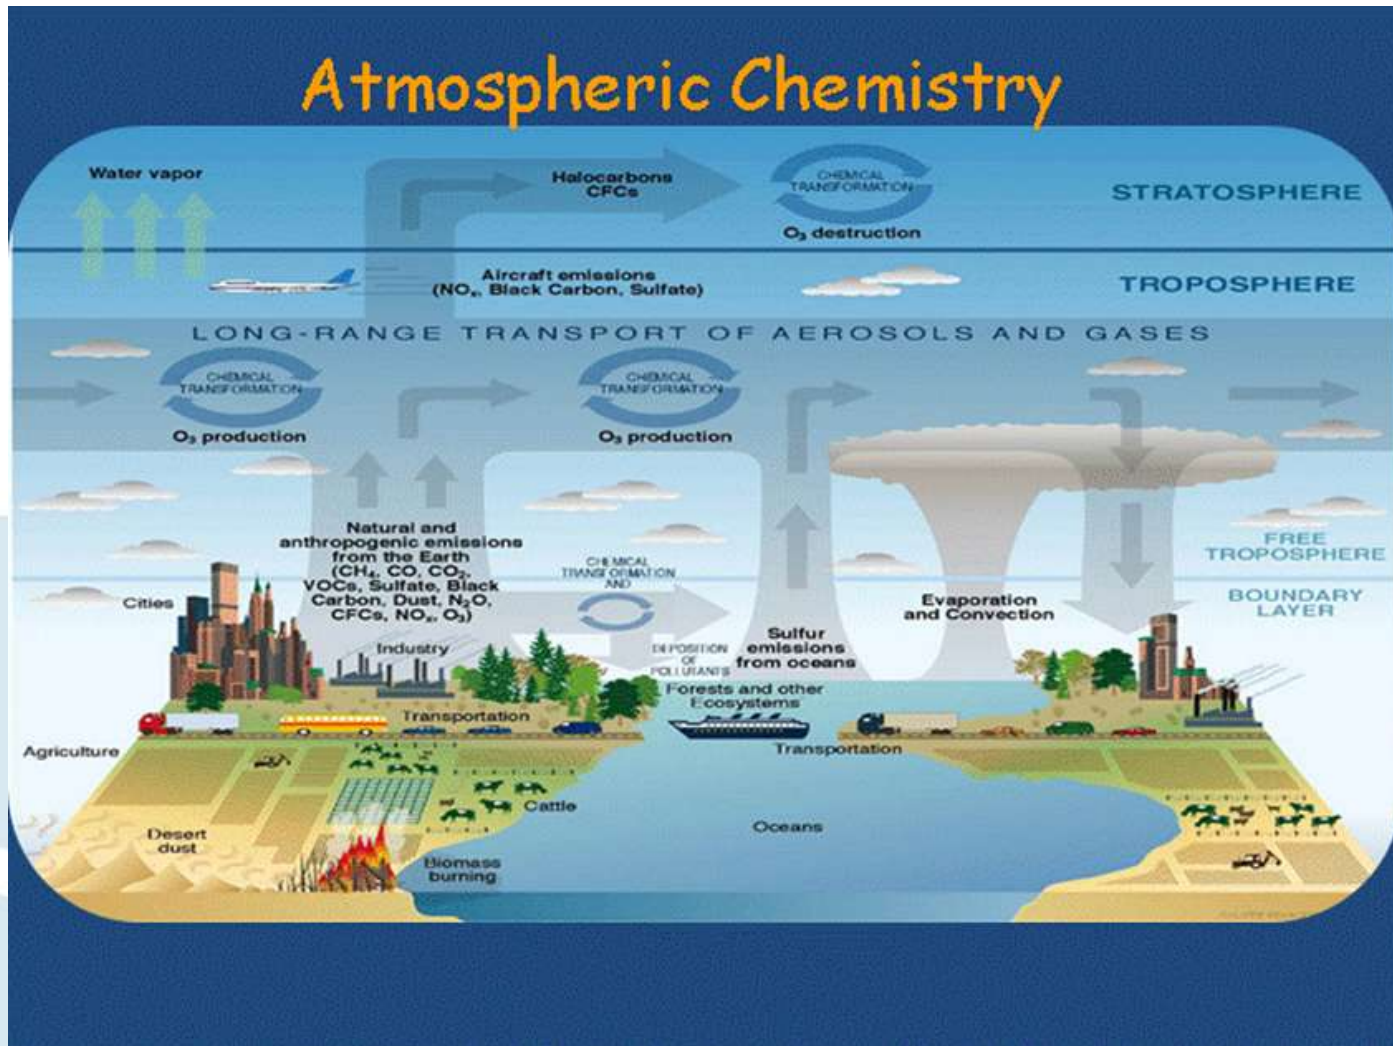 Atmospheric Chemistry
Water vapor
Halocarbons
CFCs
CHEMICAL
TRANSFORMATION
STRATOSPHERE
O₃ destruction
Aircraft emissions
(NOₓ, Black Carbon, Sulfate)
TROPOSPHERE
LONG-RANGE TRANSPORT OF AEROSOLS AND GASES
CHEMICAL
TRANSFORMATION
O₃ production
CHEMICAL
TRANSFORMATION
O₃ production
Natural and
anthropogenic emissions
from the Earth
(CH₄, CO, CO₂,
VOCs, Sulfate, Black
Carbon, Dust, N₂O,
CFCs, NOₓ, O₃)
CHEMICAL
TRANSFORMATION
AND
DEPOSITION
OF
POLLUTANTS
FREE
TROPOSPHERE
BOUNDARY
LAYER
Cities
Industry
Evaporation
and Convection
Sulfur
emissions
from oceans
Forests and other
Ecosystems
Transportation
Transportation
Agriculture
Cattle
Desert
dust
Oceans
Biomass
burning